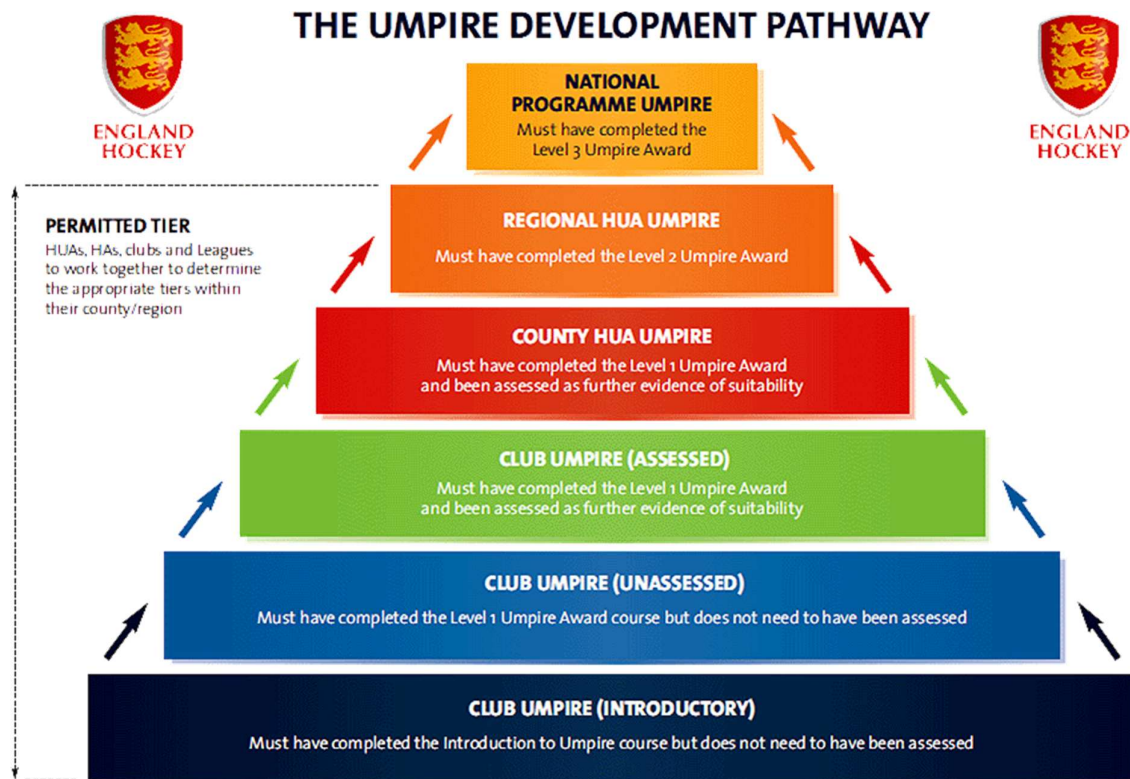 THE UMPIRE DEVELOPMENT PATHWAY
ENGLAND
HOCKEY
ENGLAND
HOCKEY
NATIONAL
PROGRAMME UMPIRE
Must have completed the
Level 3 Umpire Award
PERMITTED TIER
HUAs, HAs, clubs and Leagues
to work together to determine
the appropriate tiers within
their county/region
REGIONAL HUA UMPIRE
Must have completed the Level 2 Umpire Award
COUNTY HUA UMPIRE
Must have completed the Level 1 Umpire Award
and been assessed as further evidence of suitability
CLUB UMPIRE (ASSESSED)
Must have completed the Level 1 Umpire Award
and been assessed as further evidence of suitability
CLUB UMPIRE (UNASSESSED)
Must have completed the Level 1 Umpire Award course but does not need to have been assessed
CLUB UMPIRE (INTRODUCTORY)
Must have completed the Introduction to Umpire course but does not need to have been assessed